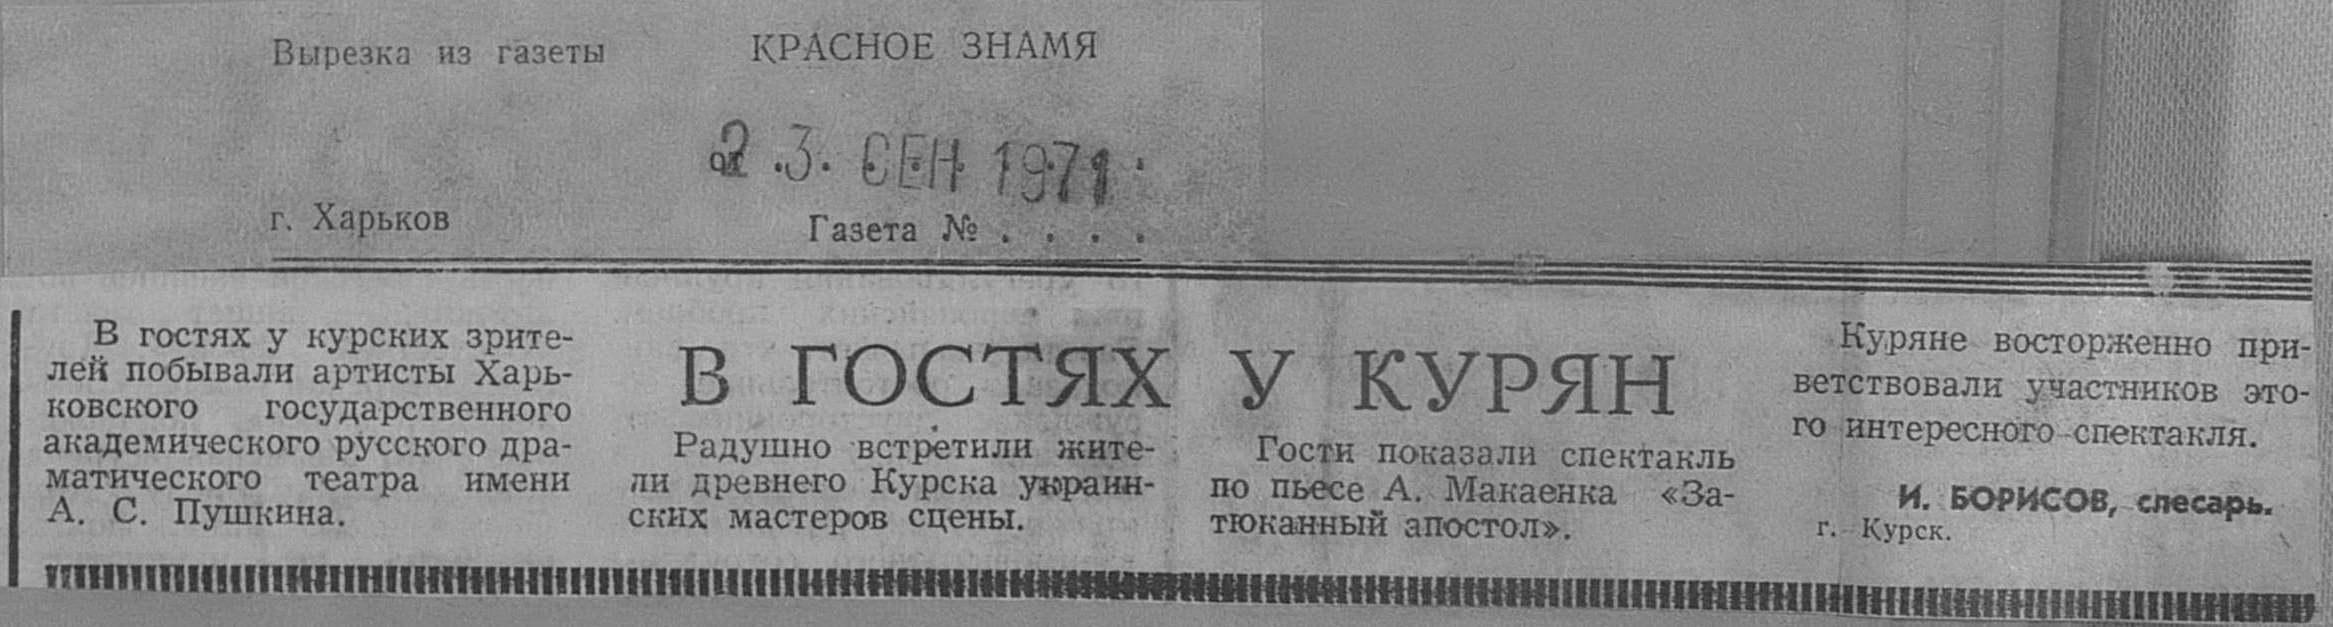 Вырезка из газеты КРАСНОЕ ЗНАМЯ
от 2.3. СЕН 1971
г. Харьков
Газета № . . . .
В ГОСТЯХ У КУРЯН
В гостях у курских зрите-
лей побывали артисты Харь-
ковского государственного
академического русского дра-
матического театра имени
А. С. Пушкина.
Радушно встретили жите-
ли древнего Курска украин-
ских мастеров сцены.
Гости показали спектакль
по пьесе А. Макаенка «За-
тюканный апостол».
Куряне восторженно при-
ветствовали участников это-
го интересного спектакля.
И. БОРИСОВ, слесарь.
г. Курск.